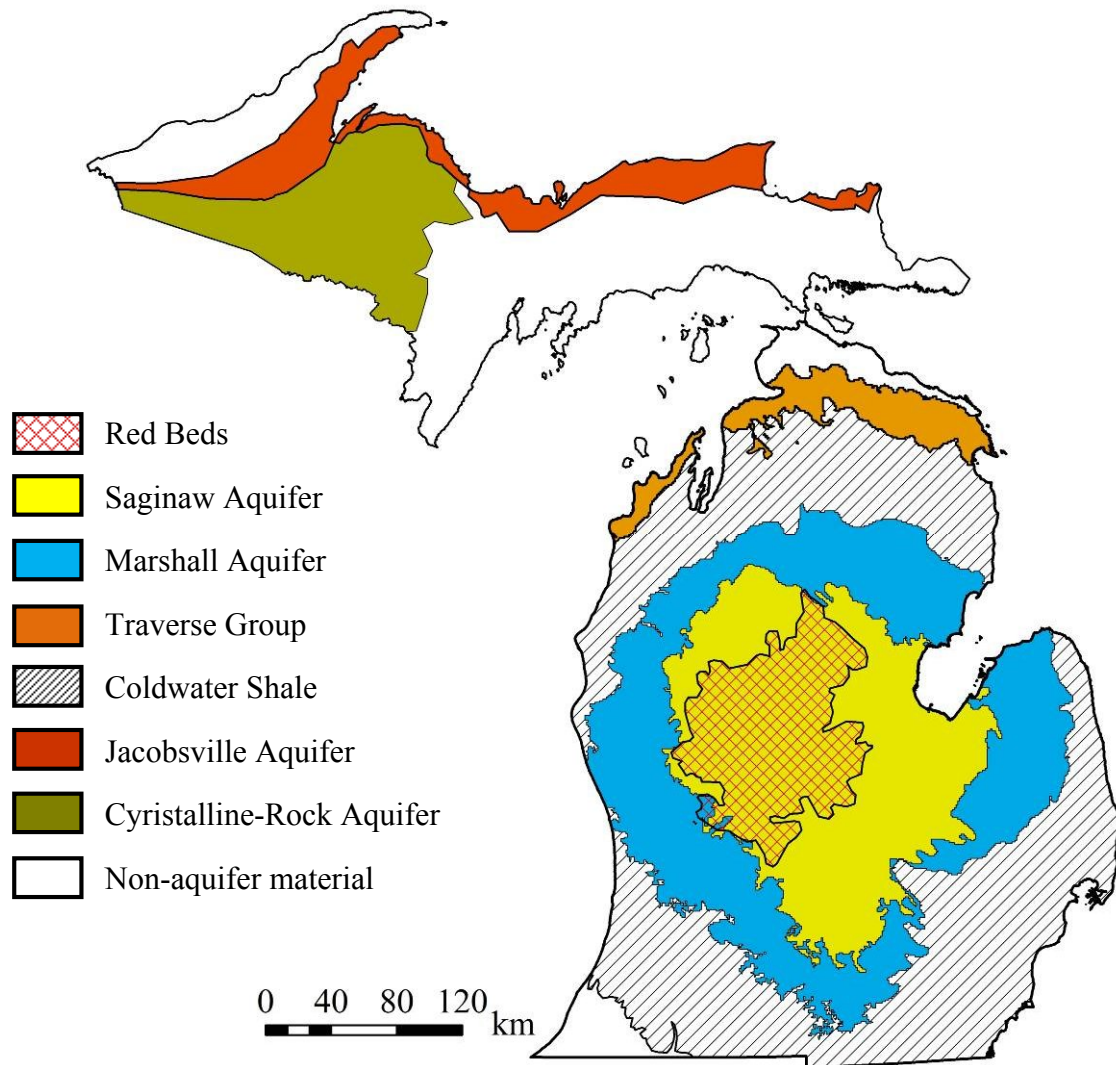 Red Beds
Saginaw Aquifer
Marshall Aquifer
Traverse Group
Coldwater Shale
Jacobsville Aquifer
Cyristalline-Rock Aquifer
Non-aquifer material
0 40 80 120
km